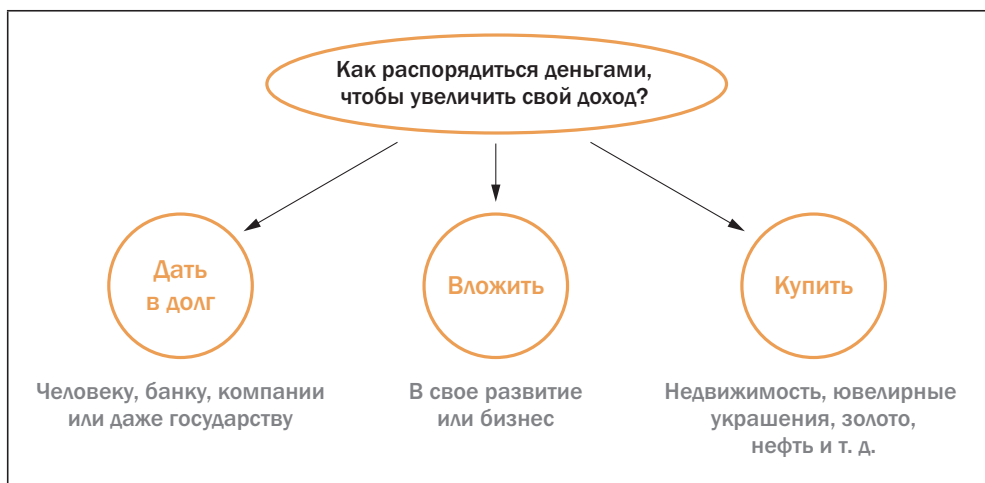 Как распорядиться деньгами,
чтобы увеличить свой доход?
Дать
в долг
Вложить
Купить
Человеку, банку, компании
или даже государству
В свое развитие
или бизнес
Недвижимость, ювелирные
украшения, золото,
нефть и т. д.